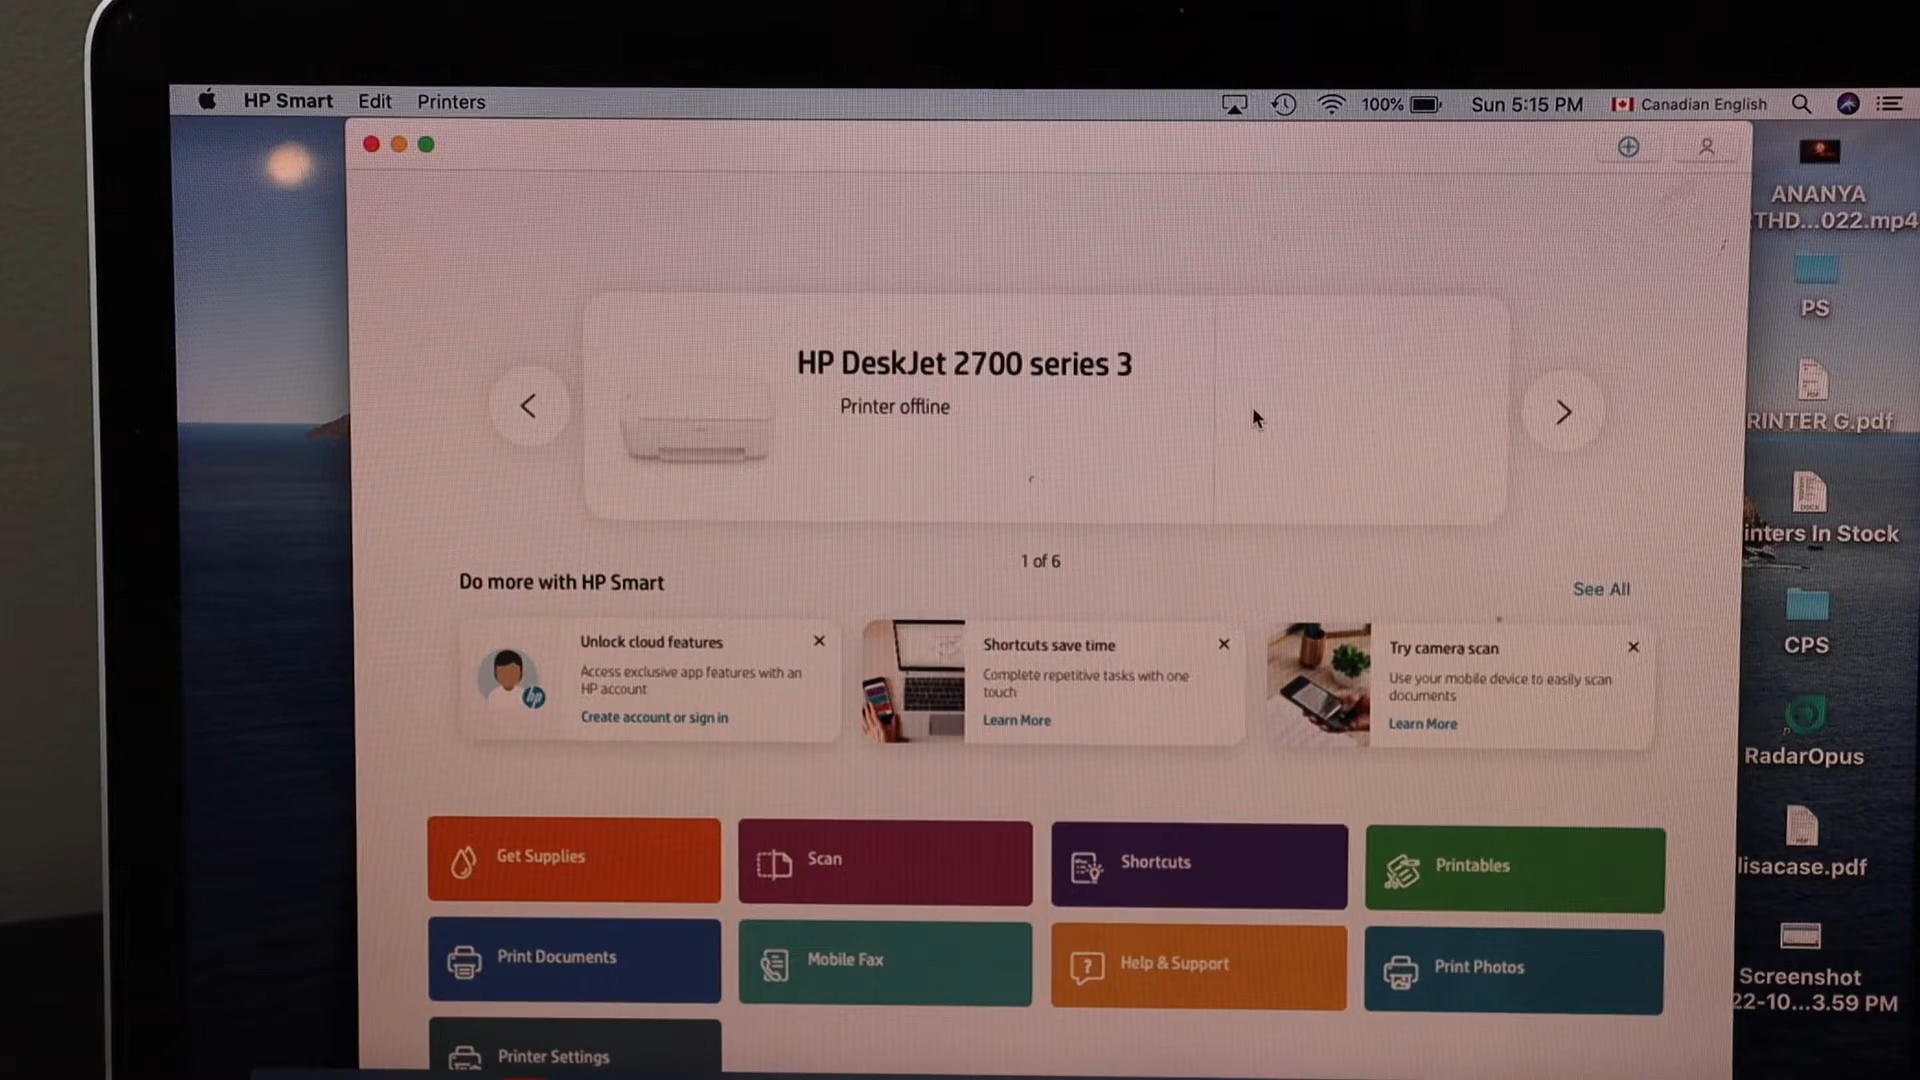 HP Smart Edit Printers 100% Sun 5:15 PM Canadian English
ANANYA
THD...022.mp4
PS
HP DeskJet 2700 series 3
Printer offline
RINTER G.pdf
1 of 6
inters In Stock
Do more with HP Smart
See All
Unlock cloud features
Access exclusive app features with an
HP account
Create account or sign in
hp
Shortcuts save time
Complete repetitive tasks with one
touch
Learn More
Try camera scan
Use your mobile device to easily scan
documents
Learn More
CPS
RadarOpus
Get Supplies
Scan
Shortcuts
Printables
lisacase.pdf
Print Documents
Mobile Fax
Help & Support
Print Photos
Screenshot
22-10...3.59 PM
Printer Settings